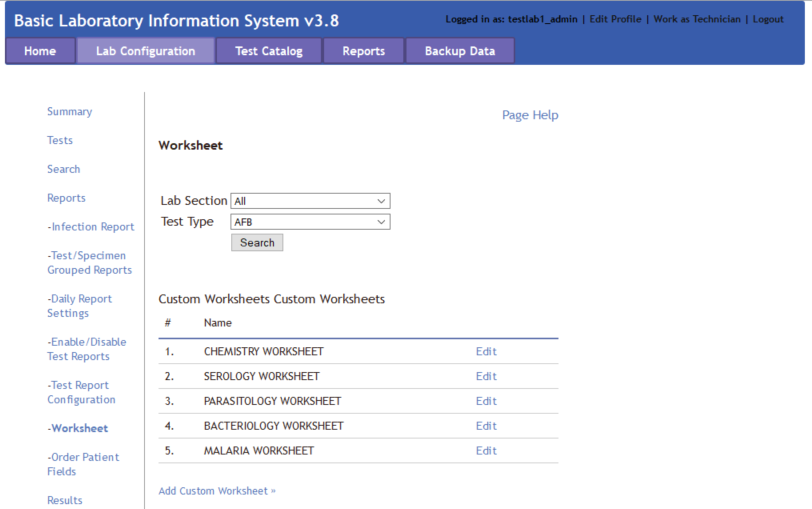 Basic Laboratory Information System v3.8
Logged in as: testlab1_admin | Edit Profile | Work as Technician | Logout
Home Lab Configuration Test Catalog Reports Backup Data
Summary
Tests
Search
Reports
-Infection Report
-Test/Specimen
Grouped Reports
-Daily Report
Settings
-Enable/Disable
Test Reports
-Test Report
Configuration
-Worksheet
-Order Patient
Fields
Results
Page Help
Worksheet
Lab Section All
Test Type AFB
Search
Custom Worksheets Custom Worksheets
# Name
1. CHEMISTRY WORKSHEET Edit
2. SEROLOGY WORKSHEET Edit
3. PARASITOLOGY WORKSHEET Edit
4. BACTERIOLOGY WORKSHEET Edit
5. MALARIA WORKSHEET Edit
Add Custom Worksheet »